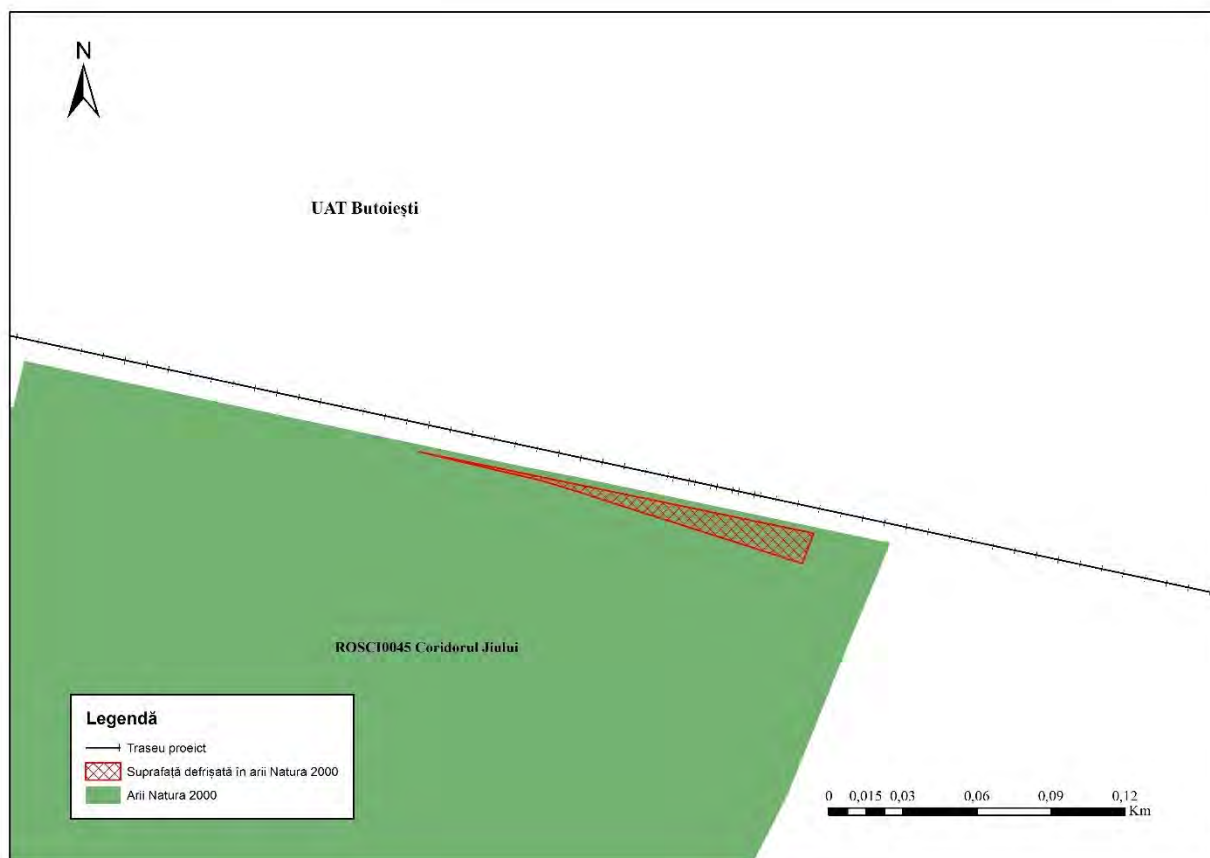 N
UAT Butoiești
ROSCI0045 Coridorul Jiului
Legendă
Traseu proeict
Suprafață defrișată în arii Natura 2000
Arii Natura 2000
0 0,015 0,03 0,06 0,09 0,12
Km